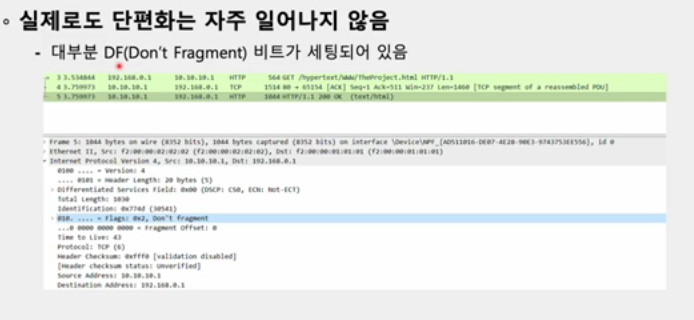 ◦ 실제로도 단편화는 자주 일어나지 않음
- 대부분 DF(Don't Fragment) 비트가 세팅되어 있음
3 3.534844 192.168.0.1 10.10.10.1 HTTP 564 GET /hypertext/WWW/TheProject.html HTTP/1.1
4 3.759973 10.10.10.1 192.168.0.1 TCP 1514 80 → 65154 [ACK] Seq=1 Ack=511 Win=237 Len=1460 [TCP segment of a reassembled PDU]
5 3.759973 10.10.10.1 192.168.0.1 HTTP 1044 HTTP/1.1 200 OK (text/html)
Frame 5: 1044 bytes on wire (8352 bits), 1044 bytes captured (8352 bits) on interface \Device\NPF_, id 0
Ethernet II, Src: f2:00:00:02:02:02 (f2:00:00:02:02:02), Dst: f2:00:00:01:01:01 (f2:00:00:01:01:01)
Internet Protocol Version 4, Src: 10.10.10.1, Dst: 192.168.0.1
0100 .... = Version: 4
.... 0101 = Header Length: 20 bytes (5)
Differentiated Services Field: 0x00 (DSCP: CS0, ECN: Not-ECT)
Total Length: 1030
Identification: 0x774d (30541)
010. .... = Flags: 0x2, Don't fragment
...0 0000 0000 0000 = Fragment Offset: 0
Time to Live: 43
Protocol: TCP (6)
Header Checksum: 0xfff0 [validation disabled]
[Header checksum status: Unverified]
Source Address: 10.10.10.1
Destination Address: 192.168.0.1